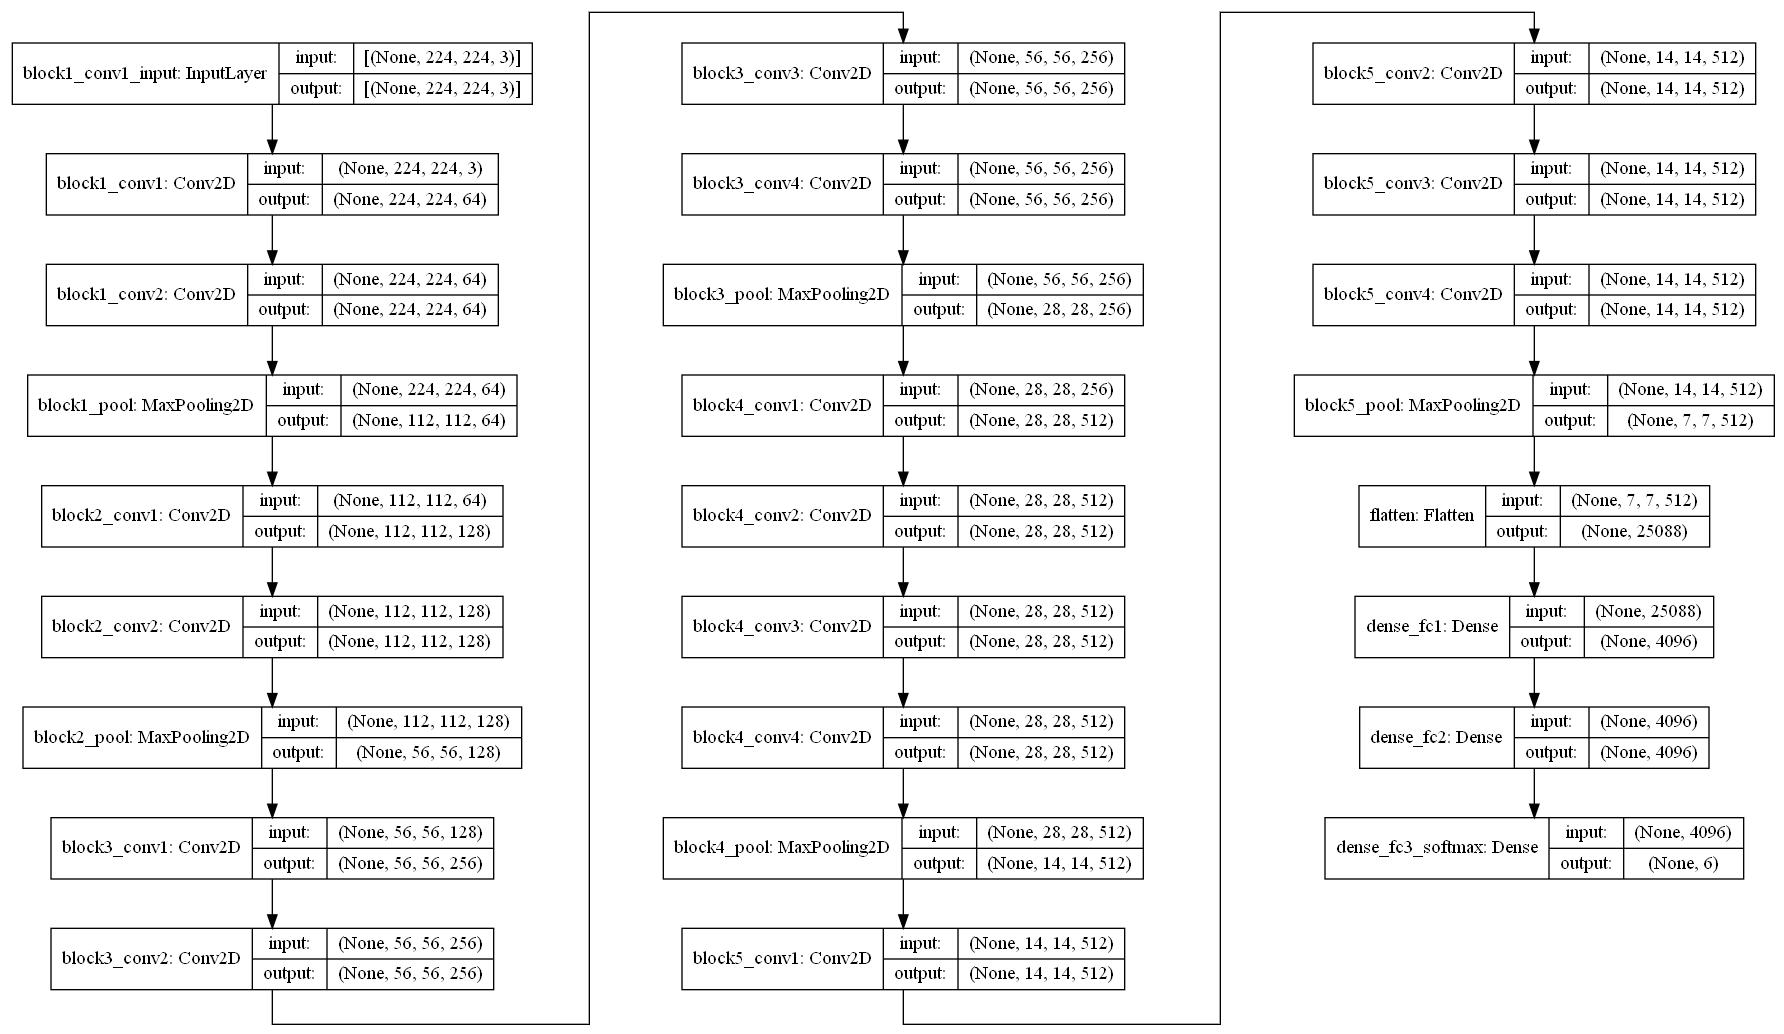 block1_conv1_input: InputLayer
input: [(None, 224, 224, 3)]
output: [(None, 224, 224, 3)]
block1_conv1: Conv2D
input: (None, 224, 224, 3)
output: (None, 224, 224, 64)
block1_conv2: Conv2D
input: (None, 224, 224, 64)
output: (None, 224, 224, 64)
block1_pool: MaxPooling2D
input: (None, 224, 224, 64)
output: (None, 112, 112, 64)
block2_conv1: Conv2D
input: (None, 112, 112, 64)
output: (None, 112, 112, 128)
block2_conv2: Conv2D
input: (None, 112, 112, 128)
output: (None, 112, 112, 128)
block2_pool: MaxPooling2D
input: (None, 112, 112, 128)
output: (None, 56, 56, 128)
block3_conv1: Conv2D
input: (None, 56, 56, 128)
output: (None, 56, 56, 256)
block3_conv2: Conv2D
input: (None, 56, 56, 256)
output: (None, 56, 56, 256)
block3_conv3: Conv2D
input: (None, 56, 56, 256)
output: (None, 56, 56, 256)
block3_conv4: Conv2D
input: (None, 56, 56, 256)
output: (None, 56, 56, 256)
block3_pool: MaxPooling2D
input: (None, 56, 56, 256)
output: (None, 28, 28, 256)
block4_conv1: Conv2D
input: (None, 28, 28, 256)
output: (None, 28, 28, 512)
block4_conv2: Conv2D
input: (None, 28, 28, 512)
output: (None, 28, 28, 512)
block4_conv3: Conv2D
input: (None, 28, 28, 512)
output: (None, 28, 28, 512)
block4_conv4: Conv2D
input: (None, 28, 28, 512)
output: (None, 28, 28, 512)
block4_pool: MaxPooling2D
input: (None, 28, 28, 512)
output: (None, 14, 14, 512)
block5_conv1: Conv2D
input: (None, 14, 14, 512)
output: (None, 14, 14, 512)
block5_conv2: Conv2D
input: (None, 14, 14, 512)
output: (None, 14, 14, 512)
block5_conv3: Conv2D
input: (None, 14, 14, 512)
output: (None, 14, 14, 512)
block5_conv4: Conv2D
input: (None, 14, 14, 512)
output: (None, 14, 14, 512)
block5_pool: MaxPooling2D
input: (None, 14, 14, 512)
output: (None, 7, 7, 512)
flatten: Flatten
input: (None, 7, 7, 512)
output: (None, 25088)
dense_fc1: Dense
input: (None, 25088)
output: (None, 4096)
dense_fc2: Dense
input: (None, 4096)
output: (None, 4096)
dense_fc3_softmax: Dense
input: (None, 4096)
output: (None, 6)